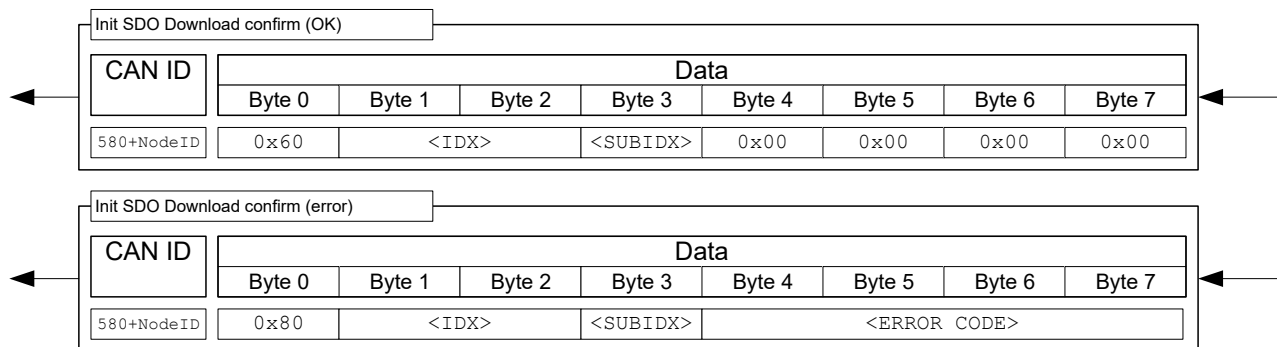 Init SDO Download confirm (OK)
CAN ID Data
Byte 0 Byte 1 Byte 2 Byte 3 Byte 4 Byte 5 Byte 6 Byte 7
580+NodeID 0x60 <IDX> <SUBIDX> 0x00 0x00 0x00 0x00
Init SDO Download confirm (error)
CAN ID Data
Byte 0 Byte 1 Byte 2 Byte 3 Byte 4 Byte 5 Byte 6 Byte 7
580+NodeID 0x80 <IDX> <SUBIDX> <ERROR CODE>